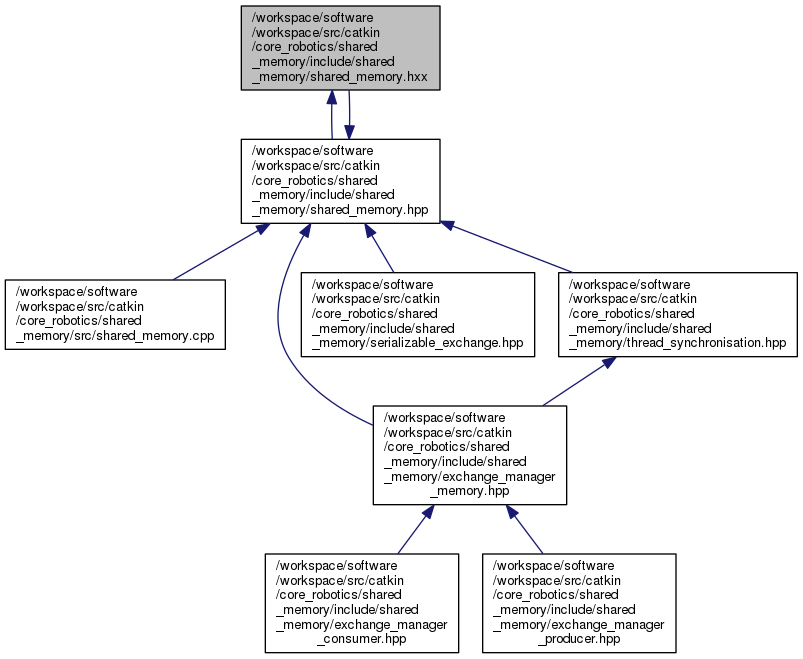 /workspace/software
/workspace/src/catkin
/core_robotics/shared
_memory/include/shared
_memory/shared_memory.hxx
/workspace/software
/workspace/src/catkin
/core_robotics/shared
_memory/include/shared
_memory/shared_memory.hpp
/workspace/software
/workspace/src/catkin
/core_robotics/shared
_memory/src/shared_memory.cpp
/workspace/software
/workspace/src/catkin
/core_robotics/shared
_memory/include/shared
_memory/serializable_exchange.hpp
/workspace/software
/workspace/src/catkin
/core_robotics/shared
_memory/include/shared
_memory/thread_synchronisation.hpp
/workspace/software
/workspace/src/catkin
/core_robotics/shared
_memory/include/shared
_memory/exchange_manager
_memory.hpp
/workspace/software
/workspace/src/catkin
/core_robotics/shared
_memory/include/shared
_memory/exchange_manager
_consumer.hpp
/workspace/software
/workspace/src/catkin
/core_robotics/shared
_memory/include/shared
_memory/exchange_manager
_producer.hpp